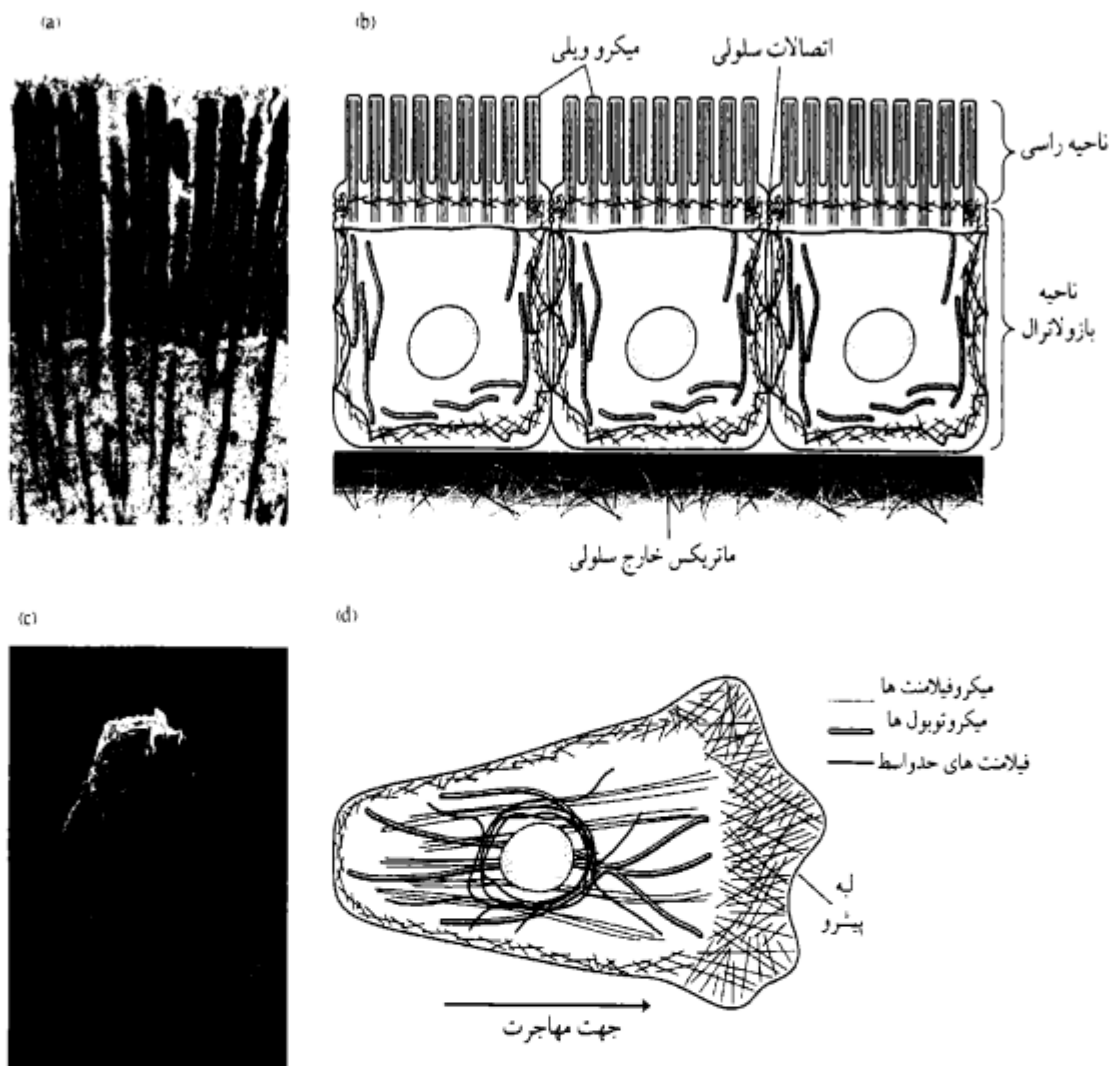 (a)
(b)
میکرو ویلی
اتصالات سلولی
ناحیه راسی
ناحیه
بازولاترال
ماتریکس خارج سلولی
(c)
(d)
میکروفیلامنت ها
میکروتوبول ها
فیلامنت های حدواسط
لبه
پیشرو
جهت مهاجرت